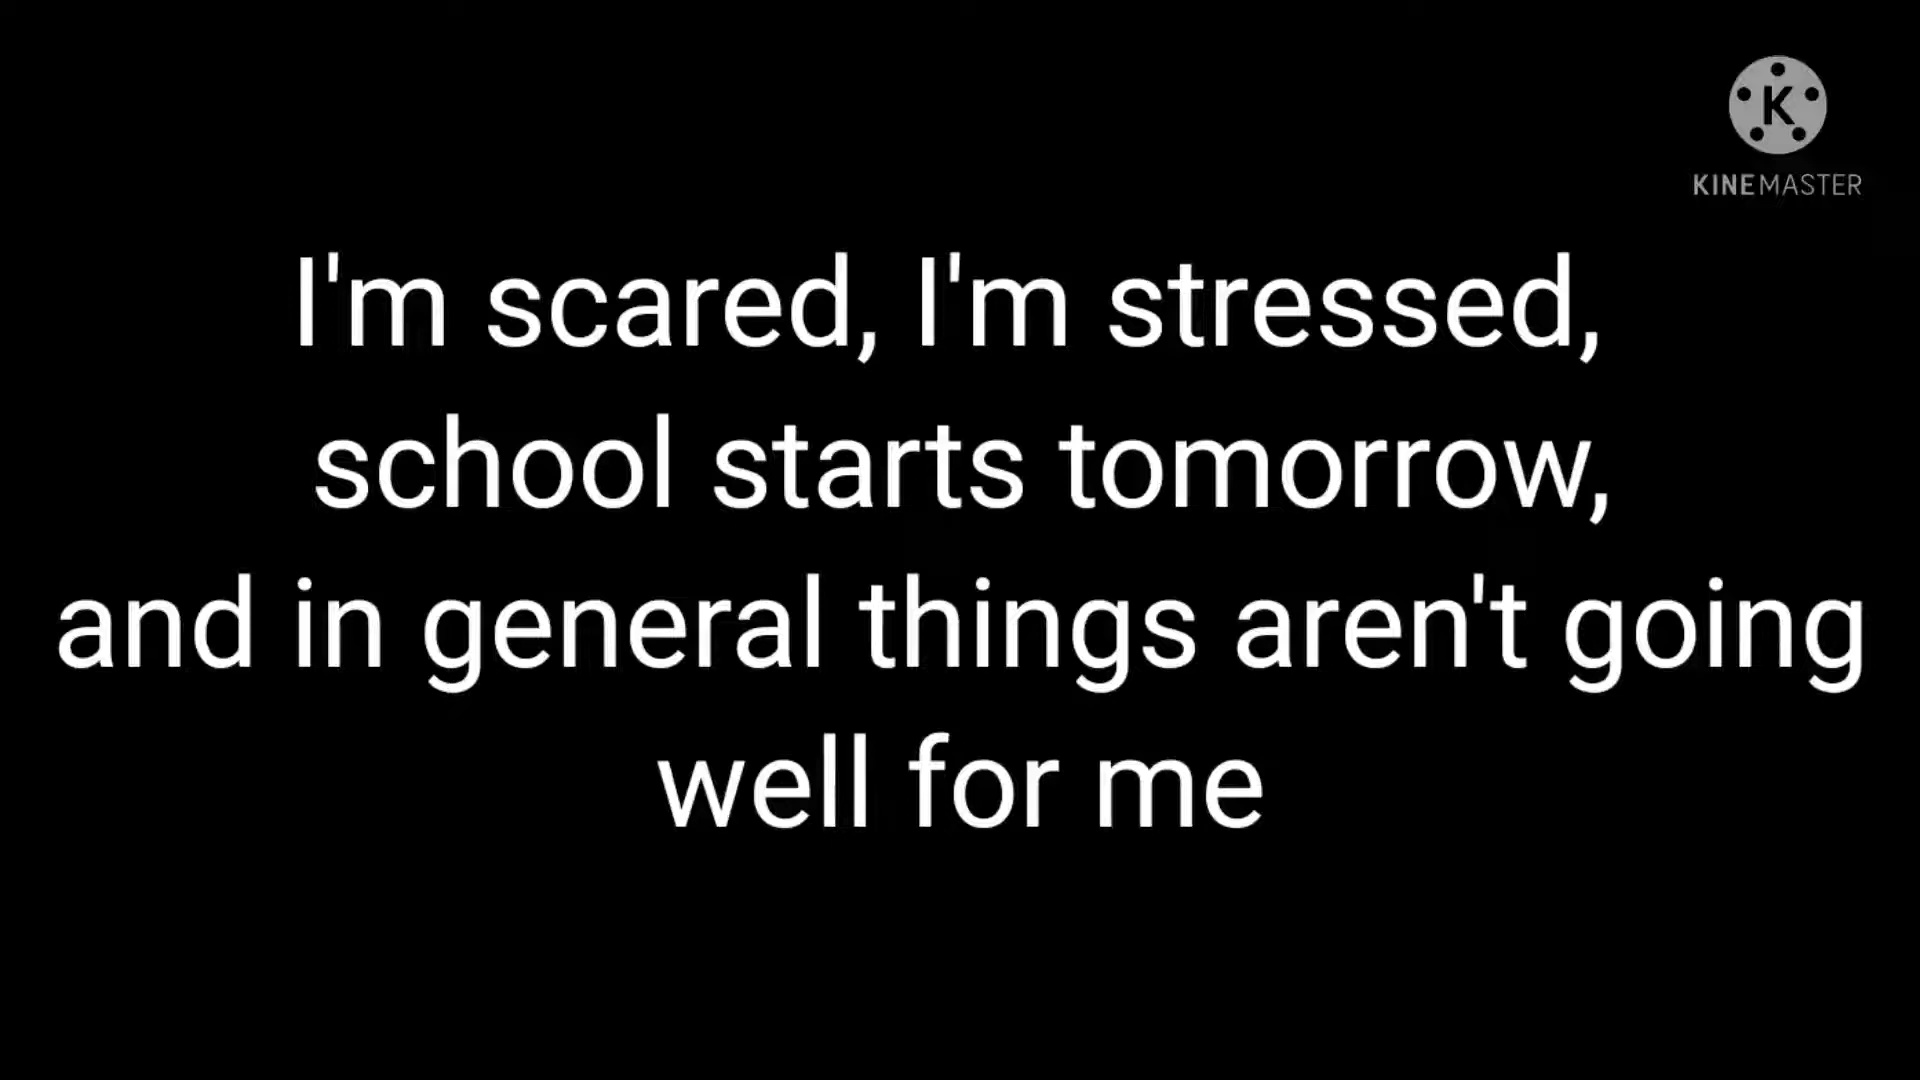 K
KINEMASTER
I'm scared, I'm stressed,
school starts tomorrow,
and in general things aren't going
well for me